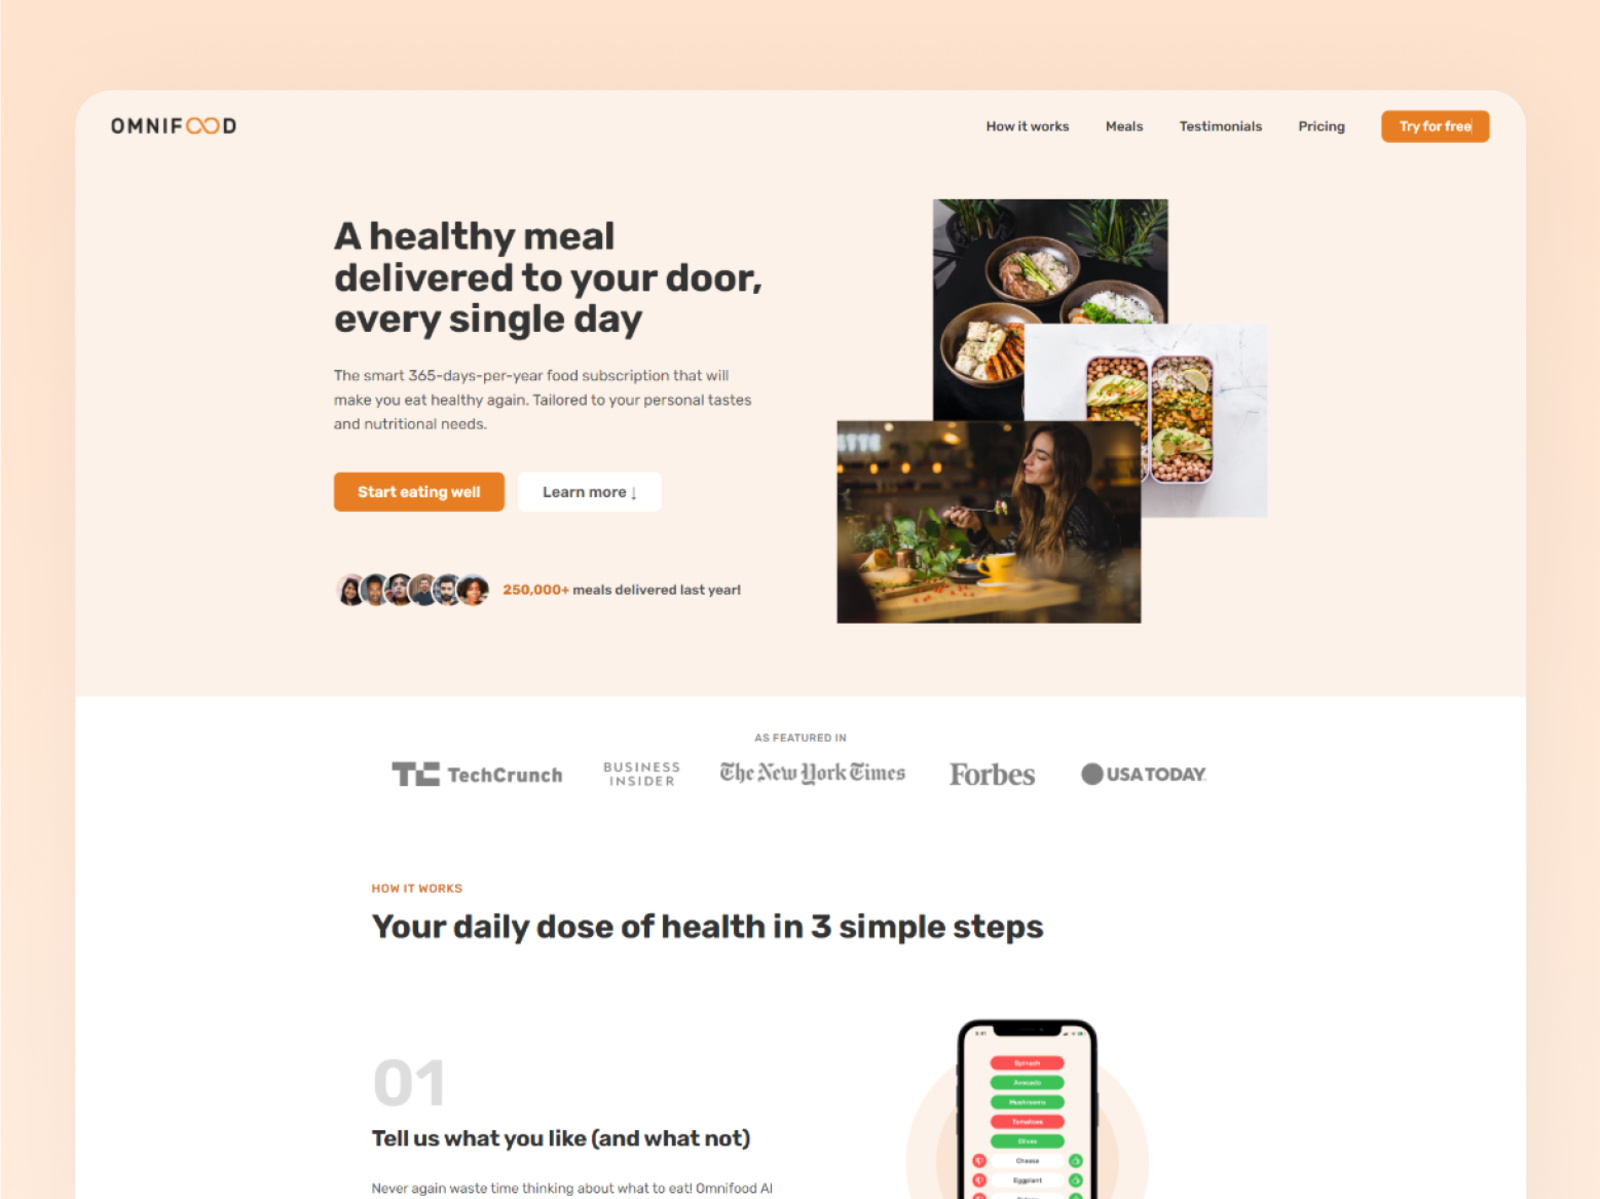 OMNIFOOD
How it works
Meals
Testimonials
Pricing
Try for free
A healthy meal
delivered to your door,
every single day
The smart 365-days-per-year food subscription that will
make you eat healthy again. Tailored to your personal tastes
and nutritional needs.
Start eating well
Learn more ↓
250,000+ meals delivered last year!
AS FEATURED IN
TechCrunch
BUSINESS
INSIDER
The New York Times
Forbes
USA TODAY
HOW IT WORKS
Your daily dose of health in 3 simple steps
01
Tell us what you like (and what not)
Never again waste time thinking about what to eat! Omnifood AI
Spinash
Avocado
Mushrooms
Tomatoes
Olives
Cheese
Eggplant